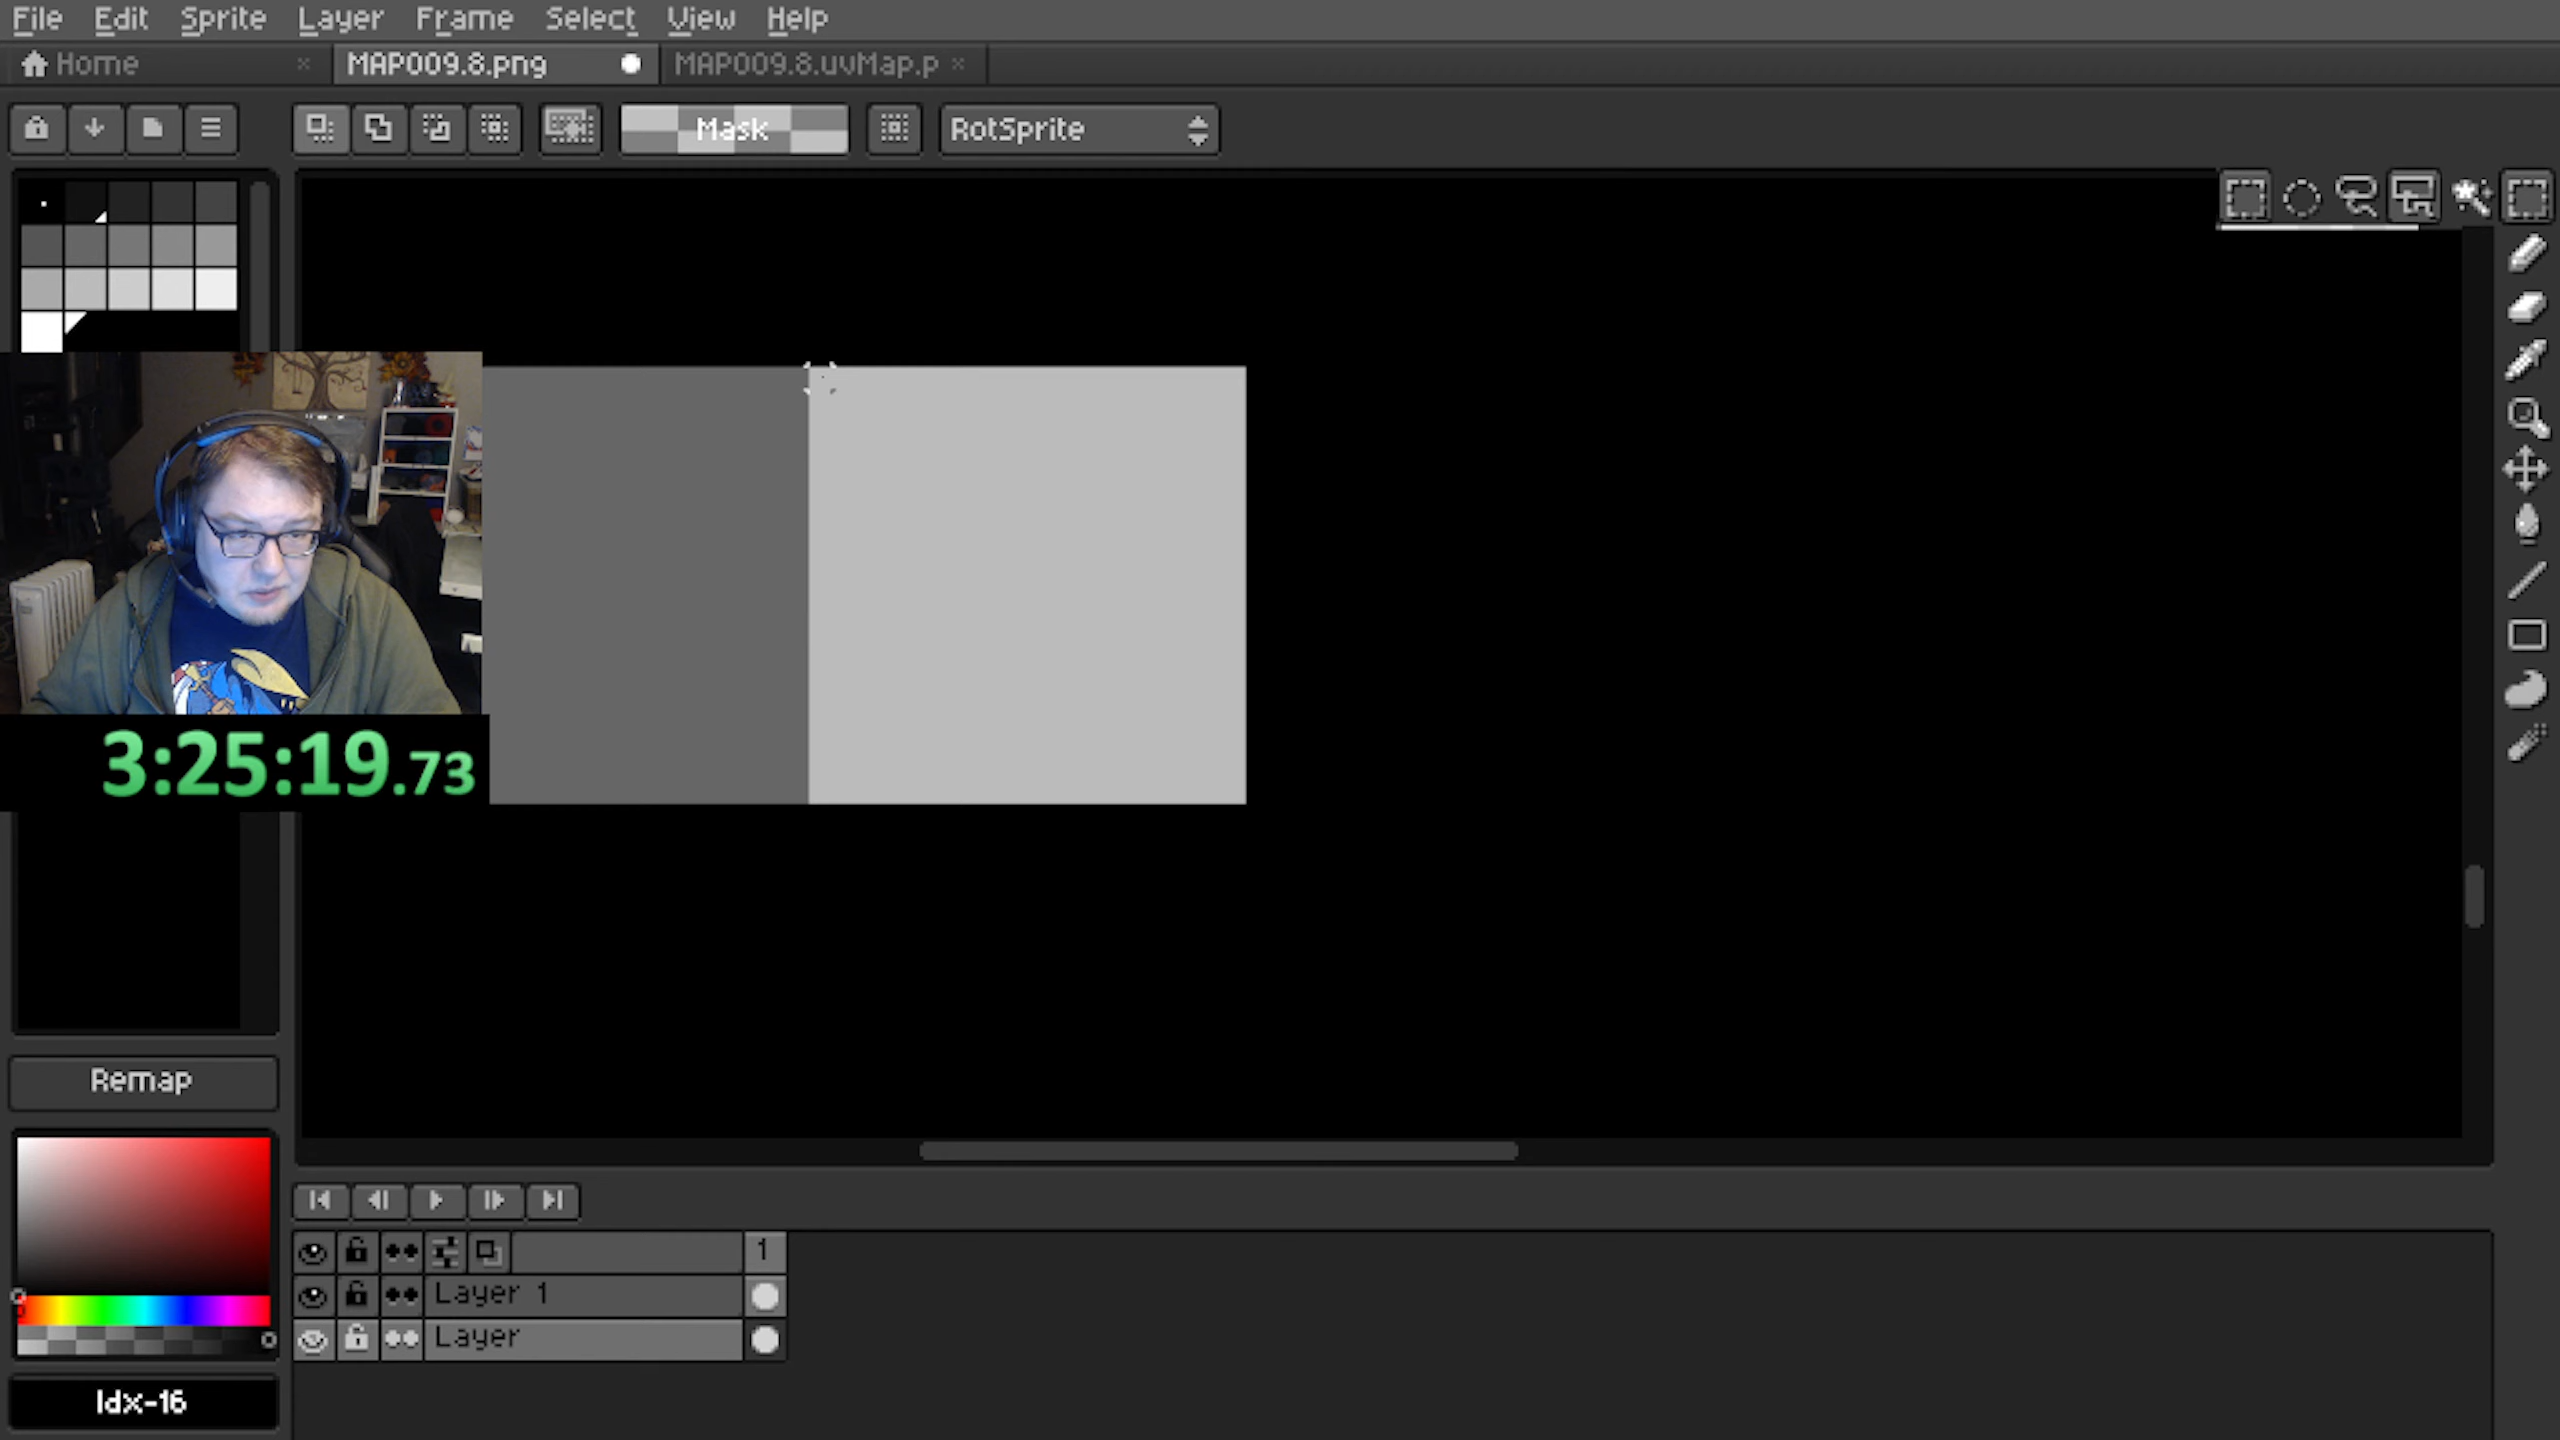 File Edit Sprite Layer Frame Select View Help
Home MAP009.8.png MAP009.8.uvMap.p
Mask RotSprite
3:25:19.73
Remap
1
Layer 1
Layer
Idx-16